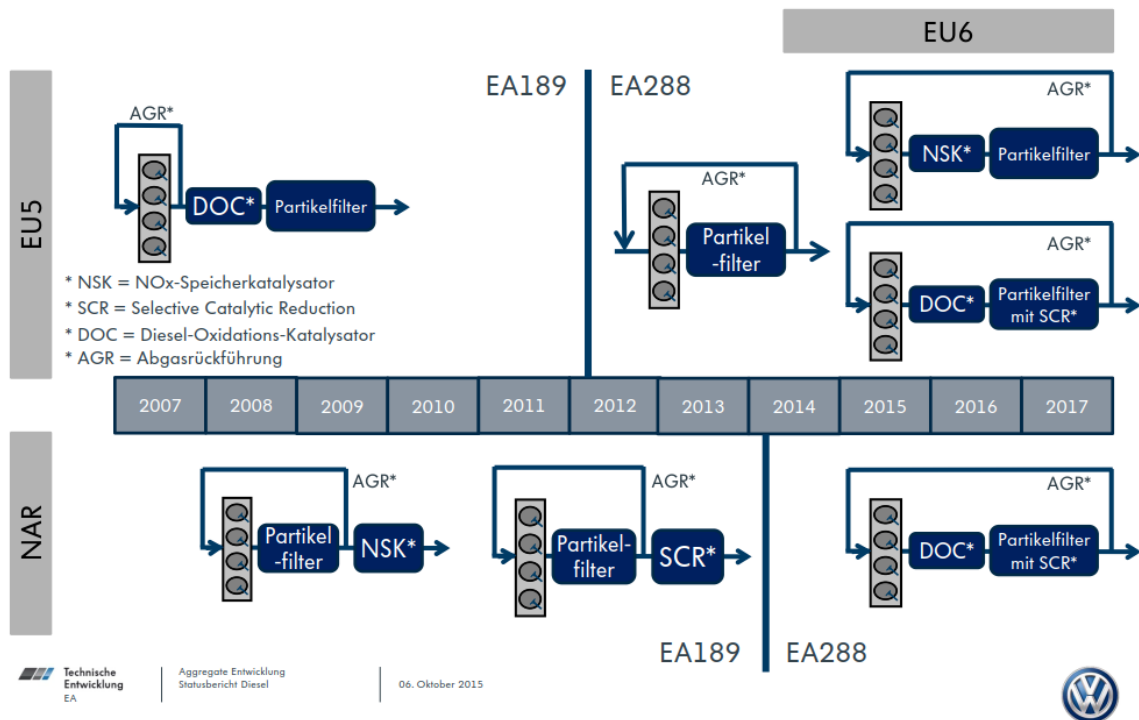 EU6
EU5
EA189
EA288
AGR*
DOC*
Partikelfilter
AGR*
Partikel
-filter
AGR*
NSK*
Partikelfilter
AGR*
DOC*
Partikelfilter
mit SCR*
* NSK = NOx-Speicherkatalysator
* SCR = Selective Catalytic Reduction
* DOC = Diesel-Oxidations-Katalysator
* AGR = Abgasrückführung
2007 2008 2009 2010 2011 2012 2013 2014 2015 2016 2017
NAR
AGR*
Partikel
-filter
NSK*
AGR*
Partikel-
filter
SCR*
AGR*
DOC*
Partikelfilter
mit SCR*
EA189
EA288
Technische
Entwicklung
EA
Aggregate Entwicklung
Statusbericht Diesel
06. Oktober 2015
VW